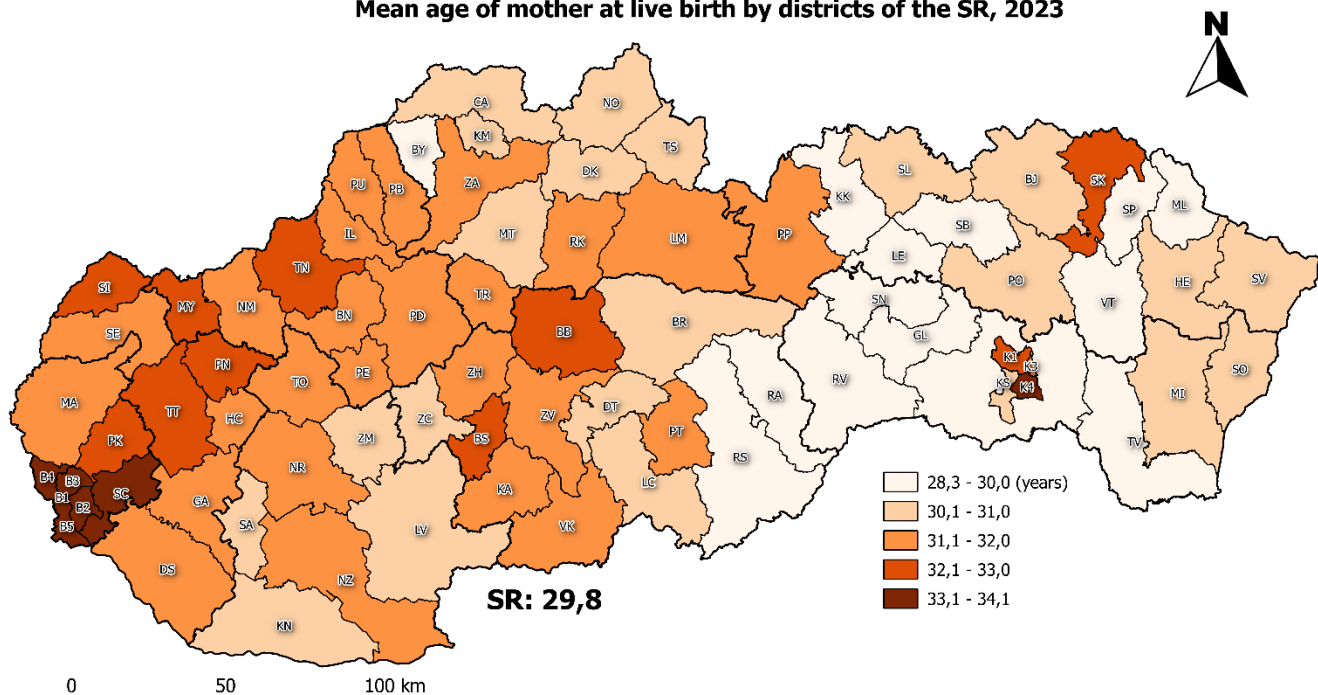 Mean age of mother at live birth by districts of the SR, 2023
N
CA
NO
KM
TS
BY
DK
ZA
PU
PB
SL
BJ
SK
KK
SP
ML
IL
MT
RK
LM
PP
SB
LE
TN
PO
HE
SV
VT
SI
MY
NM
BN
PD
TR
SN
SE
BB
BR
GL
K1
K3
PN
TO
PE
ZH
RV
KS
K4
SO
MA
TT
HC
ZM
ZC
ZV
DT
RA
MI
PK
BS
PT
TV
B4
B3
B1
B2
SC
B5
NR
GA
SA
KA
LC
RS
LV
VK
DS
NZ
KN
28,3 - 30,0 (years)
30,1 - 31,0
31,1 - 32,0
32,1 - 33,0
33,1 - 34,1
SR: 29,8
0 50 100 km